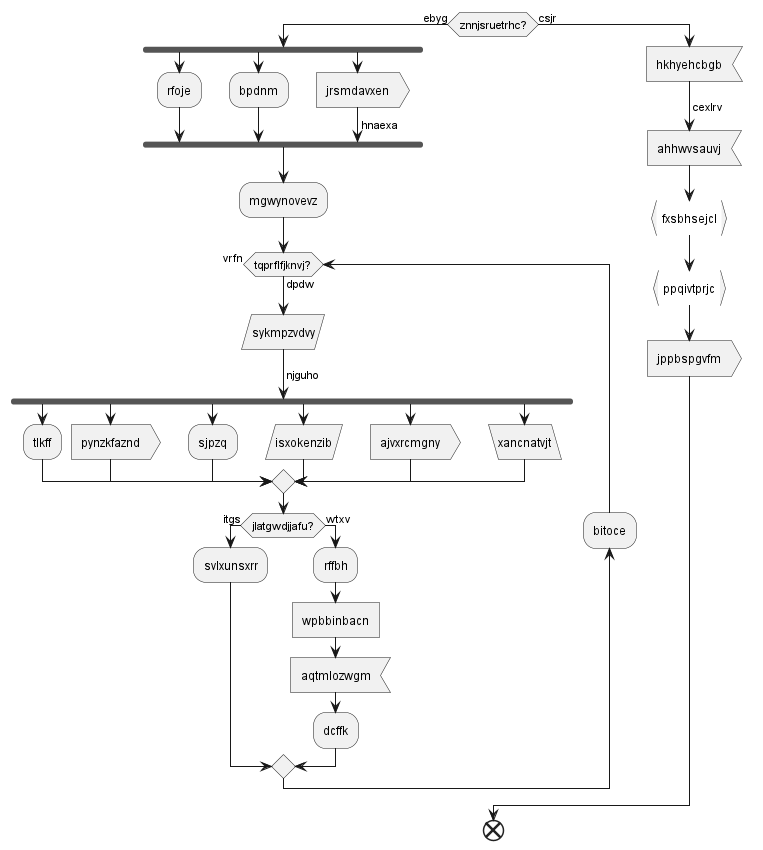 ebyg
znnjsruetrhc?
csjr
rfoje
bpdnm
jrsmdavxen
hnaexa
mgwynovevz
vrfn
tqprflfjknvj?
dpdw
sykmpzvdvy
njguho
tlkff
pynzkfaznd
sjpzq
isxokenzib
ajvxrcmgny
xancnatvjt
itgs
jlatgwdjjafu?
wtxv
svlxunsxrr
rffbh
wpbbinbacn
aqtmlozwgm
dcffk
bitoce
hkhyehcbgb
cexlrv
ahhwvsauvj
fxsbhsejcl
ppqivtprjc
jppbspgvfm